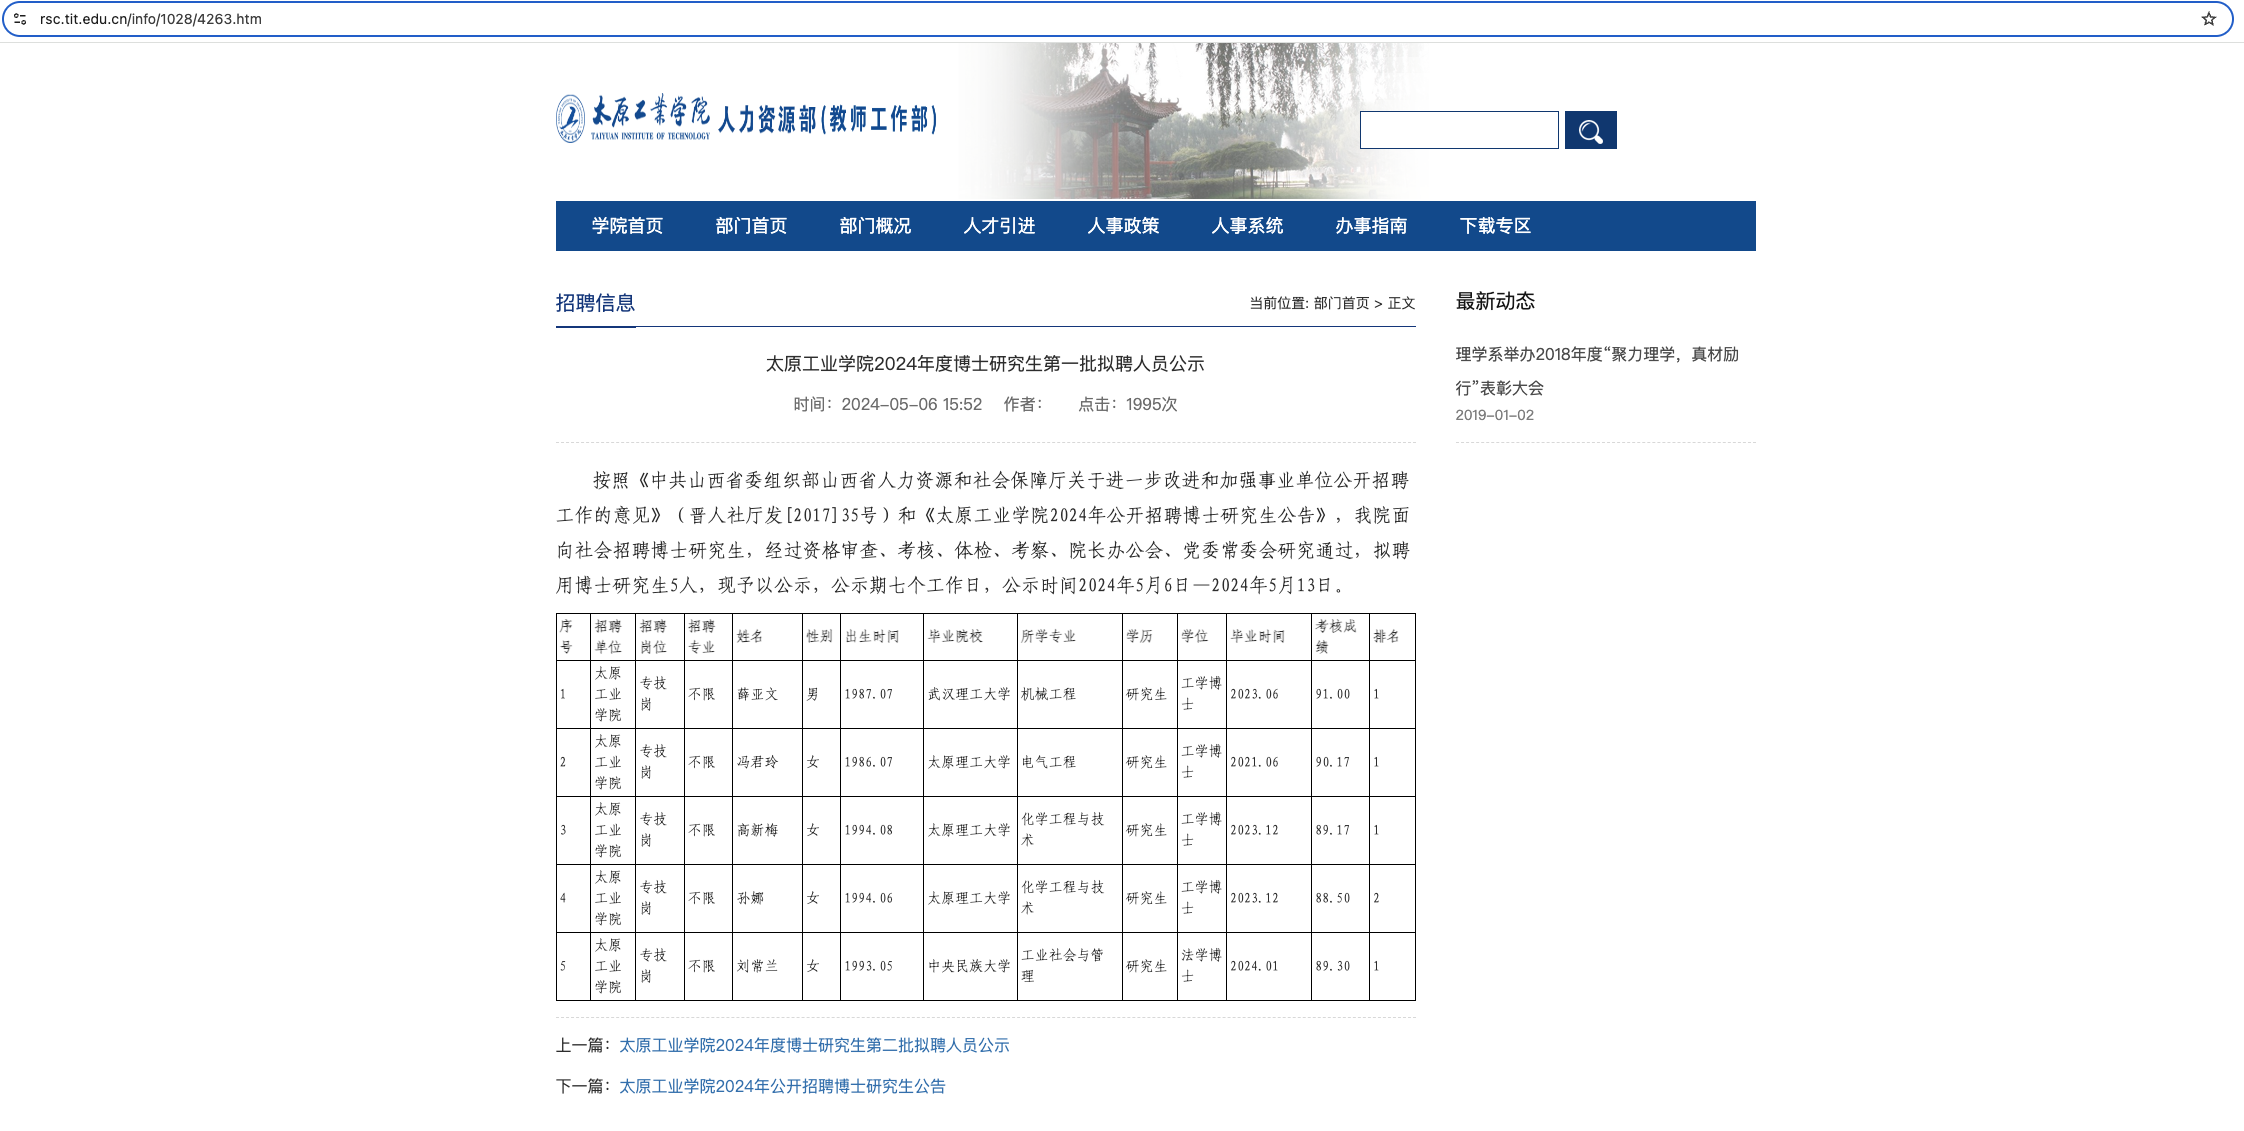 rsc.tit.edu.cn/info/1028/4263.htm
太原工业学院 人力资源部(教师工作部)
TAIYUAN INSTITUTE OF TECHNOLOGY
学院首页 部门首页 部门概况 人才引进 人事政策 人事系统 办事指南 下载专区
招聘信息
当前位置: 部门首页 > 正文
太原工业学院2024年度博士研究生第一批拟聘人员公示
时间：2024-05-06 15:52 作者： 点击：1995次
按照《中共山西省委组织部山西省人力资源和社会保障厅关于进一步改进和加强事业单位公开招聘
工作的意见》（晋人社厅发[2017]35号）和《太原工业学院2024年公开招聘博士研究生公告》，我院面
向社会招聘博士研究生，经过资格审查、考核、体检、考察、院长办公会、党委常委会研究通过，拟聘
用博士研究生5人，现予以公示，公示期七个工作日，公示时间2024年5月6日—2024年5月13日。
序号 招聘单位 招聘岗位 招聘专业 姓名 性别 出生时间 毕业院校 所学专业 学历 学位 毕业时间 考核成绩 排名
1 太原工业学院 专技岗 不限 薛亚文 男 1987.07 武汉理工大学 机械工程 研究生 工学博士 2023.06 91.00 1
2 太原工业学院 专技岗 不限 冯君玲 女 1986.07 太原理工大学 电气工程 研究生 工学博士 2021.06 90.17 1
3 太原工业学院 专技岗 不限 高新梅 女 1994.08 太原理工大学 化学工程与技术 研究生 工学博士 2023.12 89.17 1
4 太原工业学院 专技岗 不限 孙娜 女 1994.06 太原理工大学 化学工程与技术 研究生 工学博士 2023.12 88.50 2
5 太原工业学院 专技岗 不限 刘常兰 女 1993.05 中央民族大学 工业社会与管理 研究生 法学博士 2024.01 89.30 1
上一篇：太原工业学院2024年度博士研究生第二批拟聘人员公示
下一篇：太原工业学院2024年公开招聘博士研究生公告
最新动态
理学系举办2018年度“聚力理学，真材励
行”表彰大会
2019-01-02